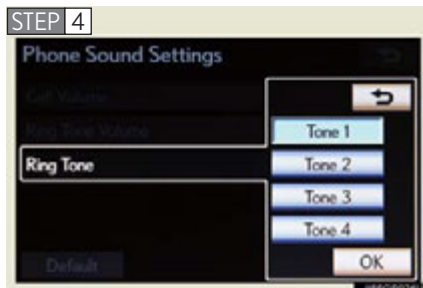 STEP 4
Phone Sound Settings
Call Volume
Ring Tone Volume
Tone 1
Ring Tone
Tone 2
Tone 3
Tone 4
Default
OK